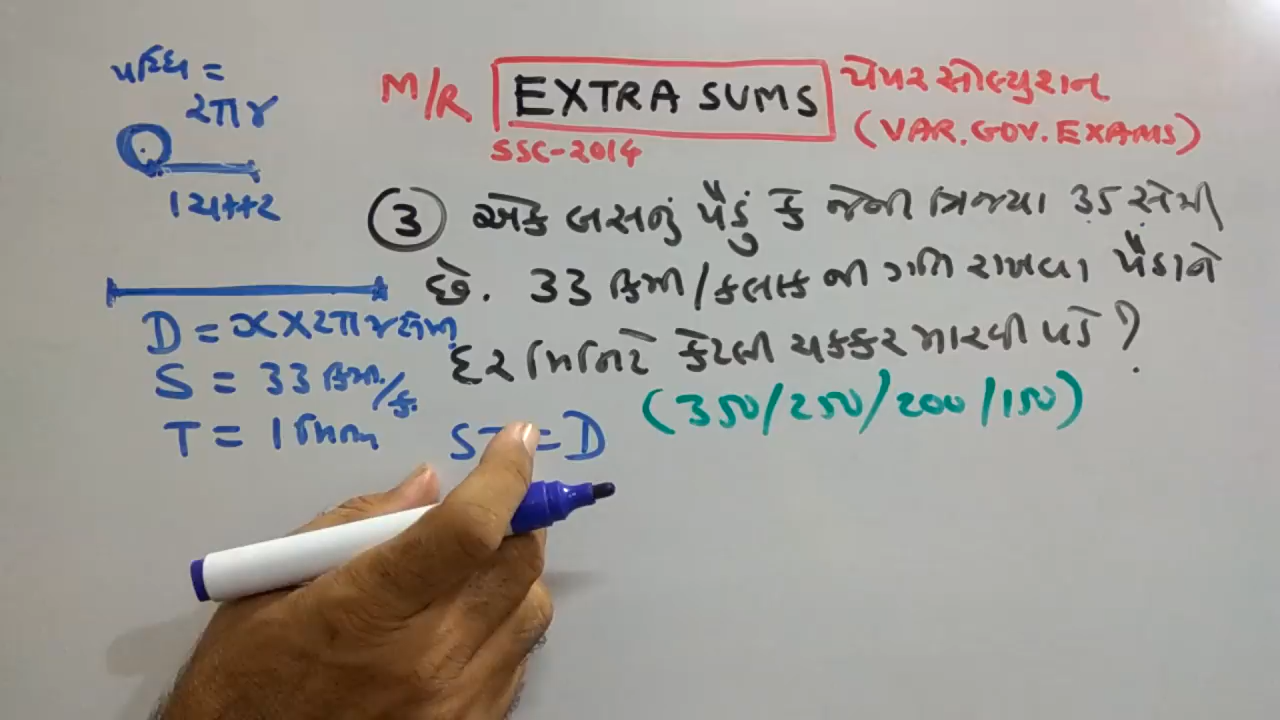 પરિઘ =
2πr
1 ચક્કર
M/R EXTRA SUMS પેપર સોલ્યુશન
SSC-2014 (VAR. GOV. EXAMS)
③ એક બસનું પૈડું કે જેની ત્રિજ્યા 35 સેમી
છે. 33 કિમી/કલાક ની ગતિ રાખવા પૈડાને
દર મિનિટે કેટલી ચક્કર મારવી પડે ?
(350/250/200/150)
D = x × 2πr સેમી
S = 33 કિમી/ક.
T = 1 મિનિટ
= D